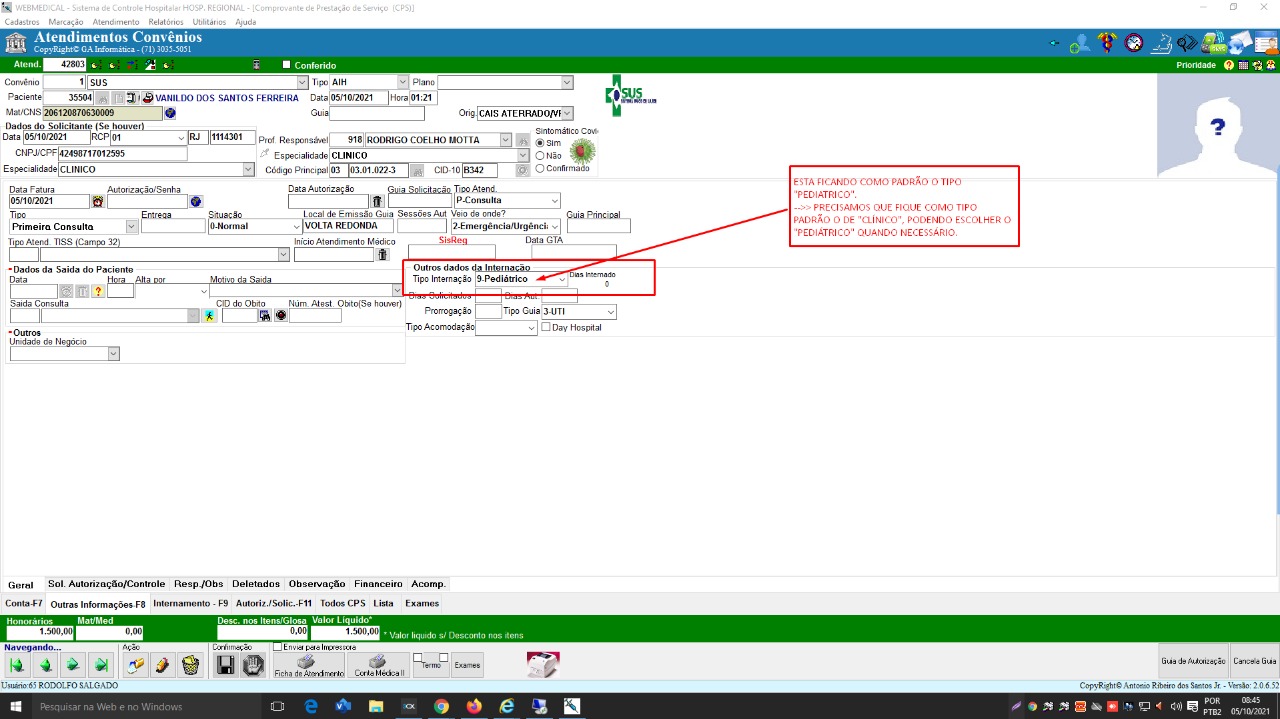 WEBMEDICAL - Sistema de Controle Hospitalar HOSP. REGIONAL - [Comprovante de Prestação de Serviço (CPS)]
Cadastros Marcação Atendimento Relatórios Utilitários Ajuda
Atendimentos Convênios
CopyRight© GA Informática - (71) 3035-5051
Atend. 42803 Conferido Prioridade
Convênio 1 SUS Tipo AIH Plano
Paciente 35504 VANILDO DOS SANTOS FERREIRA Data 05/10/2021 Hora 01:21
Mat/CNS 206120870630009 Guia Orig. CAIS ATERRADO/VF
SUS
Dados do Solicitante (Se houver)
Data 05/10/2021 RCP 01 RJ 1114301
CNPJ/CPF 42498717012595
Especialidade CLINICO
Prof. Responsável 918 RODRIGO COELHO MOTTA
Especialidade CLINICO
Código Principal 03 03.01.022-3 CID-10 B342
Sintomático Covi
Sim
Não
Confirmado
?
ESTA FICANDO COMO PADRÃO O TIPO
"PEDIATRICO".
-->> PRECISAMOS QUE FIQUE COMO TIPO
PADRÃO O DE "CLÍNICO", PODENDO ESCOLHER O
"PEDIÁTRICO" QUANDO NECESSÁRIO.
Data Fatura Autorização/Senha Data Autorização Guia Solicitação Tipo Atend.
05/10/2021 P-Consulta
Tipo Entrega Situação Local de Emissão Guia Sessões Aut Veio de onde? Guia Principal
Primeira Consulta 0-Normal VOLTA REDONDA 2-Emergência/Urgênci
Tipo Atend. TISS (Campo 32) Início Atendimento Médico SisReg Data GTA
Dados da Saída do Paciente
Data Hora Alta por Motivo da Saída
Saída Consulta CID do Obito Núm. Atest. Obito(Se houver)
Outros dados da Internação
Tipo Internação 9-Pediátrico Dias Internado
0
Dias Solicitados Dias Aut.
Prorrogação Tipo Guia 3-UTI
Tipo Acomodação Day Hospital
Outros
Unidade de Negócio
Geral Sol. Autorização/Controle Resp./Obs Deletados Observação Financeiro Acomp.
Conta-F7 Outras Informações-F8 Internamento - F9 Autoriz./Solic.-F11 Todos CPS Lista Exames
Honorários Mat/Med Desc. nos Itens/Glosa Valor Líquido*
1.500,00 0,00 0,00 1.500,00 * Valor liquido s/ Desconto nos itens
Navegando... Ação Confirmação Enviar para Impressora
Ficha de Atendimento Conta Médica II Termo Exames Guia de Autorização Cancela Guia
Usuário:65 RODOLFO SALGADO CopyRight© Antonio Ribeiro dos Santos Jr. - Versão: 2.0.6.52
Pesquisar na Web e no Windows POR 08:45
PTB2 05/10/2021